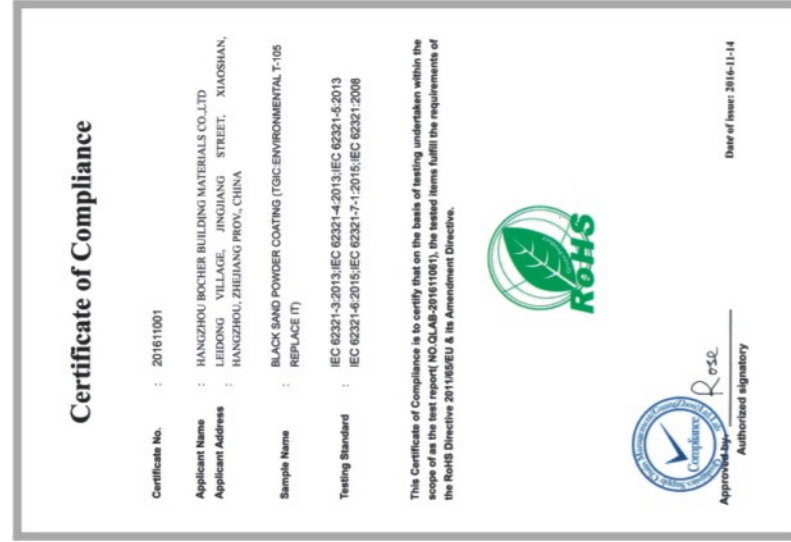 Certificate of Compliance
Certificate No. : 201611001
Applicant Name : HANGZHOU BOCHER BUILDING MATERIALS CO.,LTD
Applicant Address : LEIDONG VILLAGE, JINGJIANG STREET, XIAOSHAN,
HANGZHOU, ZHEJIANG PROV., CHINA
Sample Name : BLACK SAND POWDER COATING (TGIC:ENVIRONMENTAL T-105
REPLACE IT)
Testing Standard : IEC 62321-3:2013;IEC 62321-4:2013;IEC 62321-5:2013
IEC 62321-6:2015;IEC 62321-7-1:2015;IEC 62321:2008
This Certificate of Compliance is to certify that on the basis of testing undertaken within the
scope of as the test report( NO.QLAB-201611061), the tested items fulfill the requirements of
the RoHS Directive 2011/65/EU & its Amendment Directive.
RoHS
Compliance
Rose
Approved by:
Authorized signatory
Date of issue: 2016-11-14